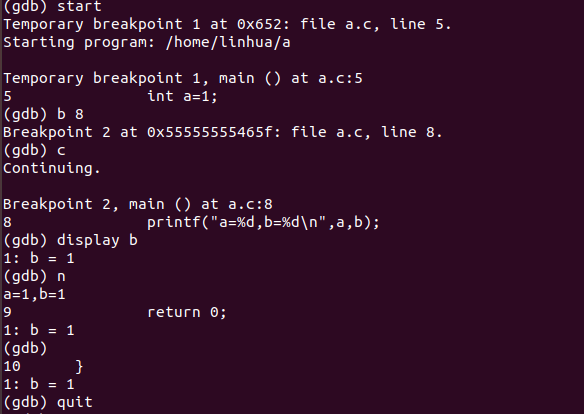 (gdb) start
Temporary breakpoint 1 at 0x652: file a.c, line 5.
Starting program: /home/linhua/a

Temporary breakpoint 1, main () at a.c:5
5               int a=1;
(gdb) b 8
Breakpoint 2 at 0x55555555465f: file a.c, line 8.
(gdb) c
Continuing.

Breakpoint 2, main () at a.c:8
8               printf("a=%d,b=%d\n",a,b);
(gdb) display b
1: b = 1
(gdb) n
a=1,b=1
9               return 0;
1: b = 1
(gdb)
10      }
1: b = 1
(gdb) quit